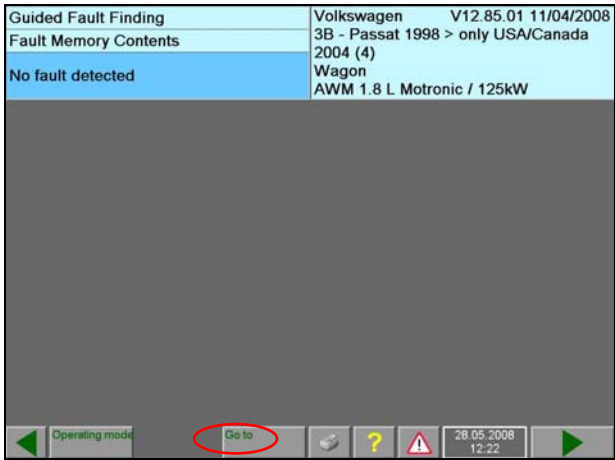 Guided Fault Finding
Fault Memory Contents
No fault detected
Volkswagen V12.85.01 11/04/2008
3B - Passat 1998 > only USA/Canada
2004 (4)
Wagon
AWM 1.8 L Motronic / 125kW
Operating mode
Go to
?
28.05.2008
12:22